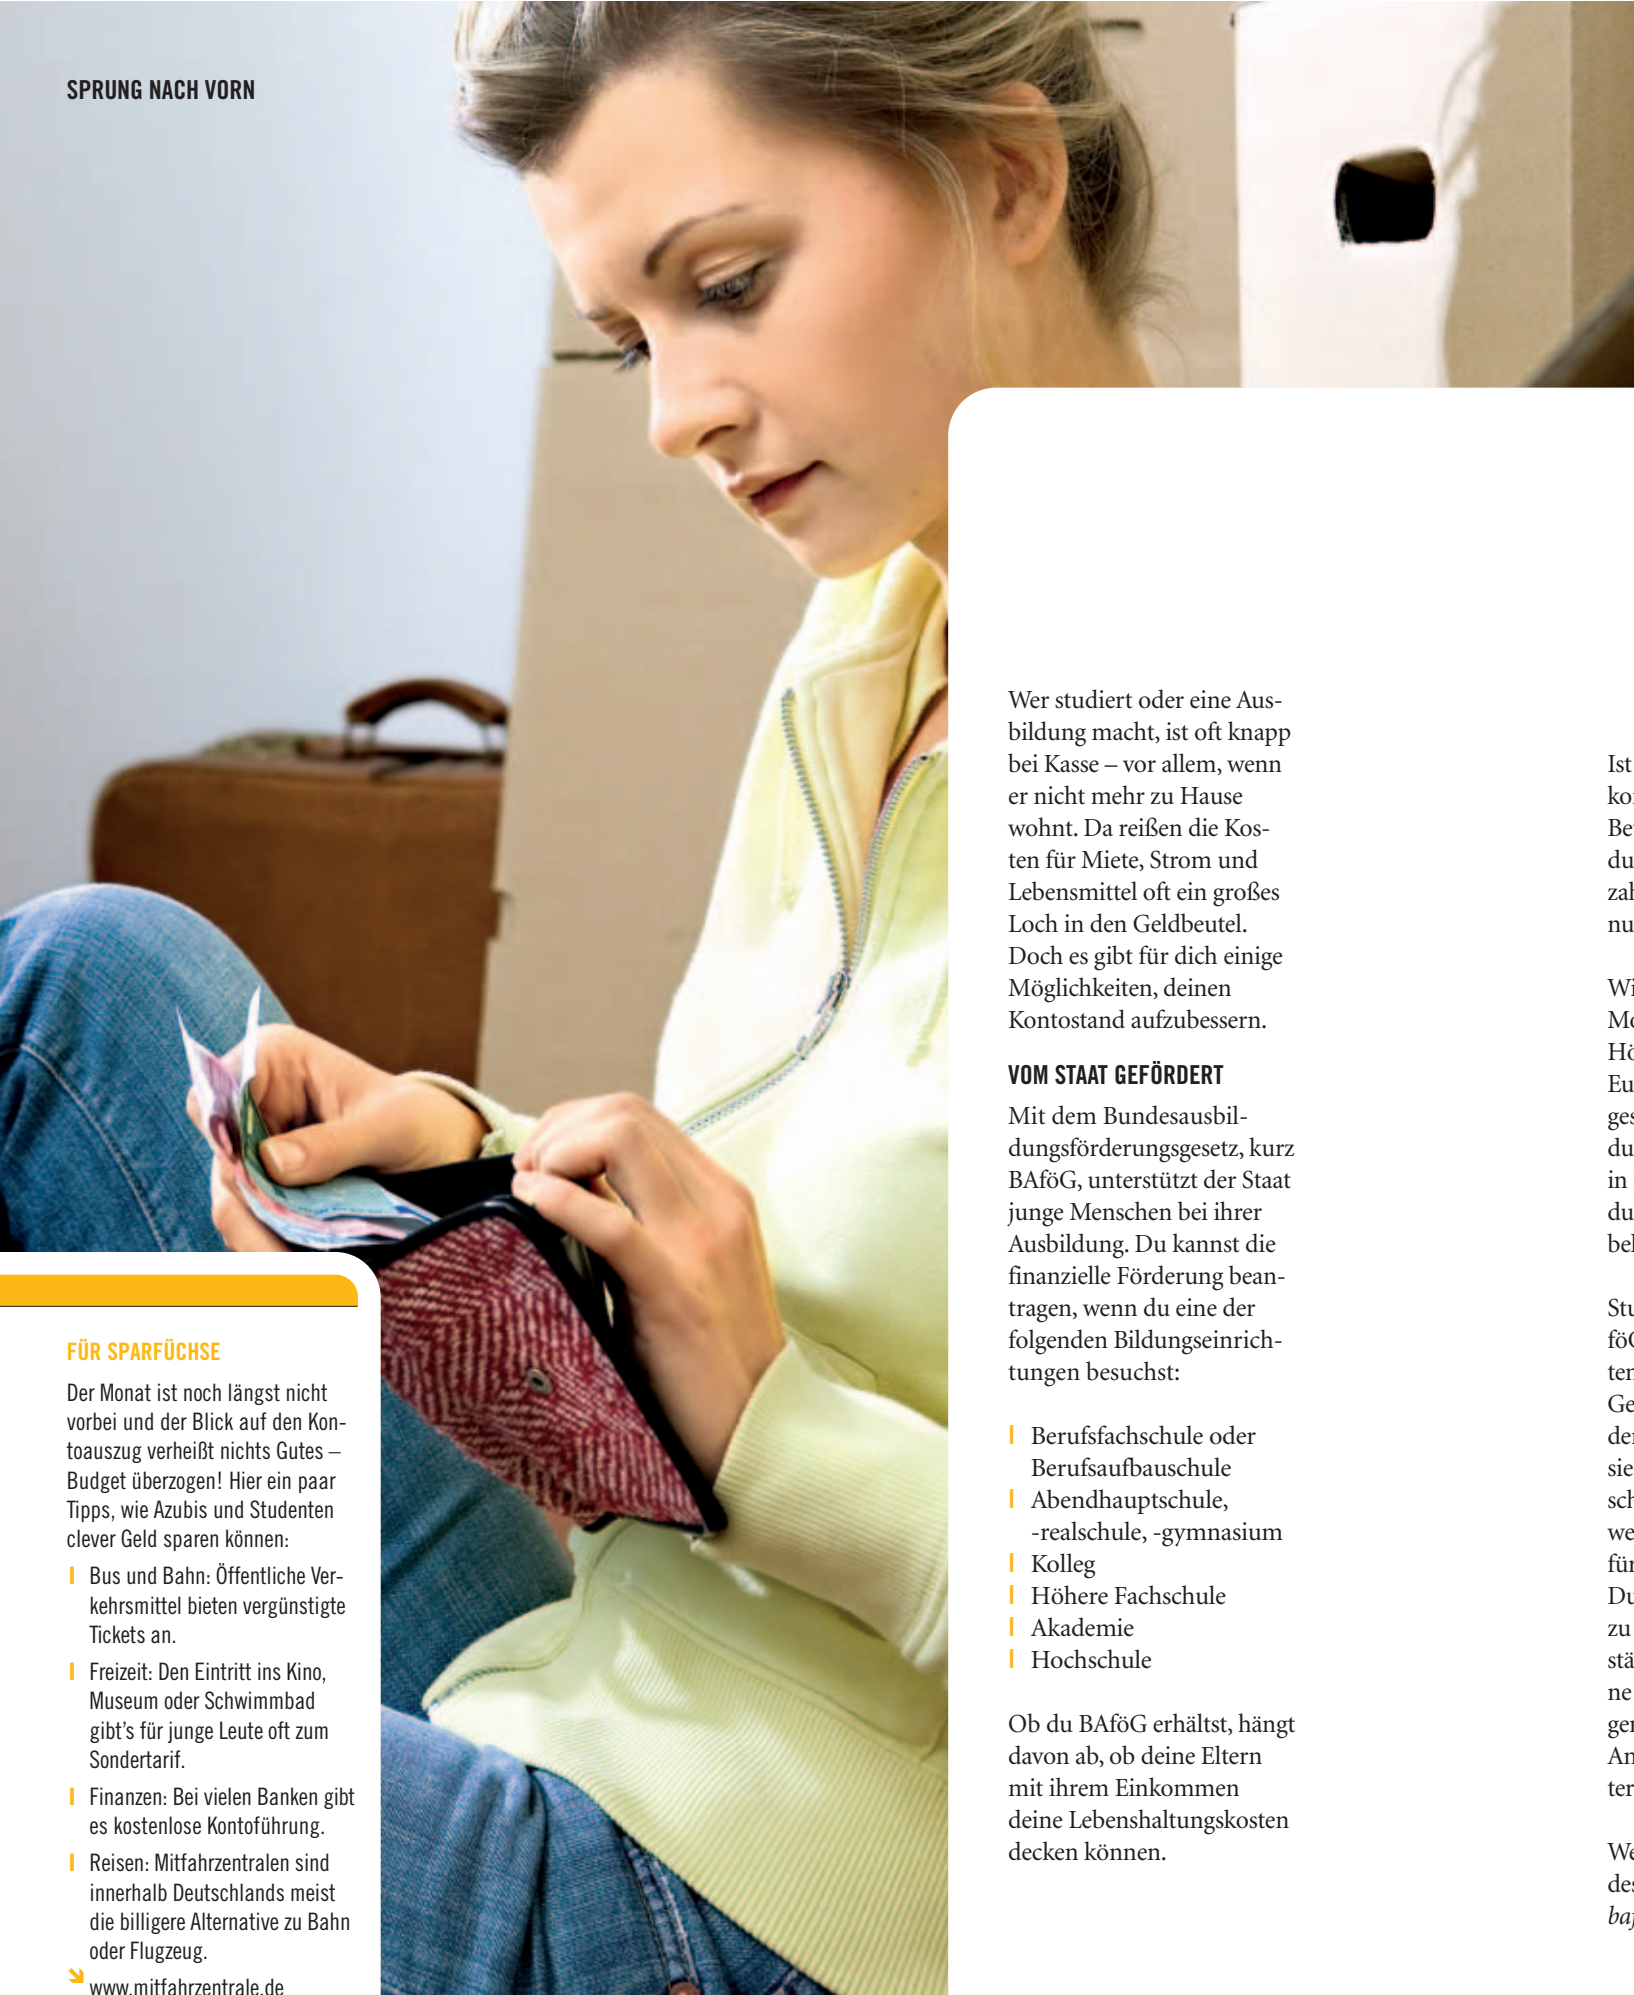 SPRUNG NACH VORN
Wer studiert oder eine Aus-
bildung macht, ist oft knapp
bei Kasse – vor allem, wenn
er nicht mehr zu Hause
wohnt. Da reißen die Kos-
ten für Miete, Strom und
Lebensmittel oft ein großes
Loch in den Geldbeutel.
Doch es gibt für dich einige
Möglichkeiten, deinen
Kontostand aufzubessern.
VOM STAAT GEFÖRDERT
Mit dem Bundesausbil-
dungsförderungsgesetz, kurz
BAföG, unterstützt der Staat
junge Menschen bei ihrer
Ausbildung. Du kannst die
finanzielle Förderung bean-
tragen, wenn du eine der
folgenden Bildungseinrich-
tungen besuchst:
Berufsfachschule oder
Berufsaufbauschule
Abendhauptschule,
-realschule, -gymnasium
Kolleg
Höhere Fachschule
Akademie
Hochschule
Ob du BAföG erhältst, hängt
davon ab, ob deine Eltern
mit ihrem Einkommen
deine Lebenshaltungskosten
decken können.
FÜR SPARFÜCHSE
Der Monat ist noch längst nicht
vorbei und der Blick auf den Kon-
toauszug verheißt nichts Gutes –
Budget überzogen! Hier ein paar
Tipps, wie Azubis und Studenten
clever Geld sparen können:
Bus und Bahn: Öffentliche Ver-
kehrsmittel bieten vergünstigte
Tickets an.
Freizeit: Den Eintritt ins Kino,
Museum oder Schwimmbad
gibt's für junge Leute oft zum
Sondertarif.
Finanzen: Bei vielen Banken gibt
es kostenlose Kontoführung.
Reisen: Mitfahrzentralen sind
innerhalb Deutschlands meist
die billigere Alternative zu Bahn
oder Flugzeug.
www.mitfahrzentrale.de
Ist